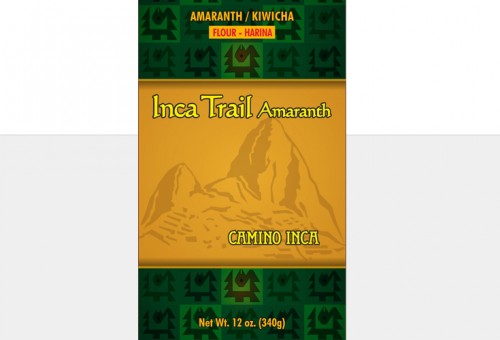 AMARANTH / KIWICHA
FLOUR - HARINA
Inca Trail Amaranth
CAMINO INCA
Net Wt. 12 oz. (340g)